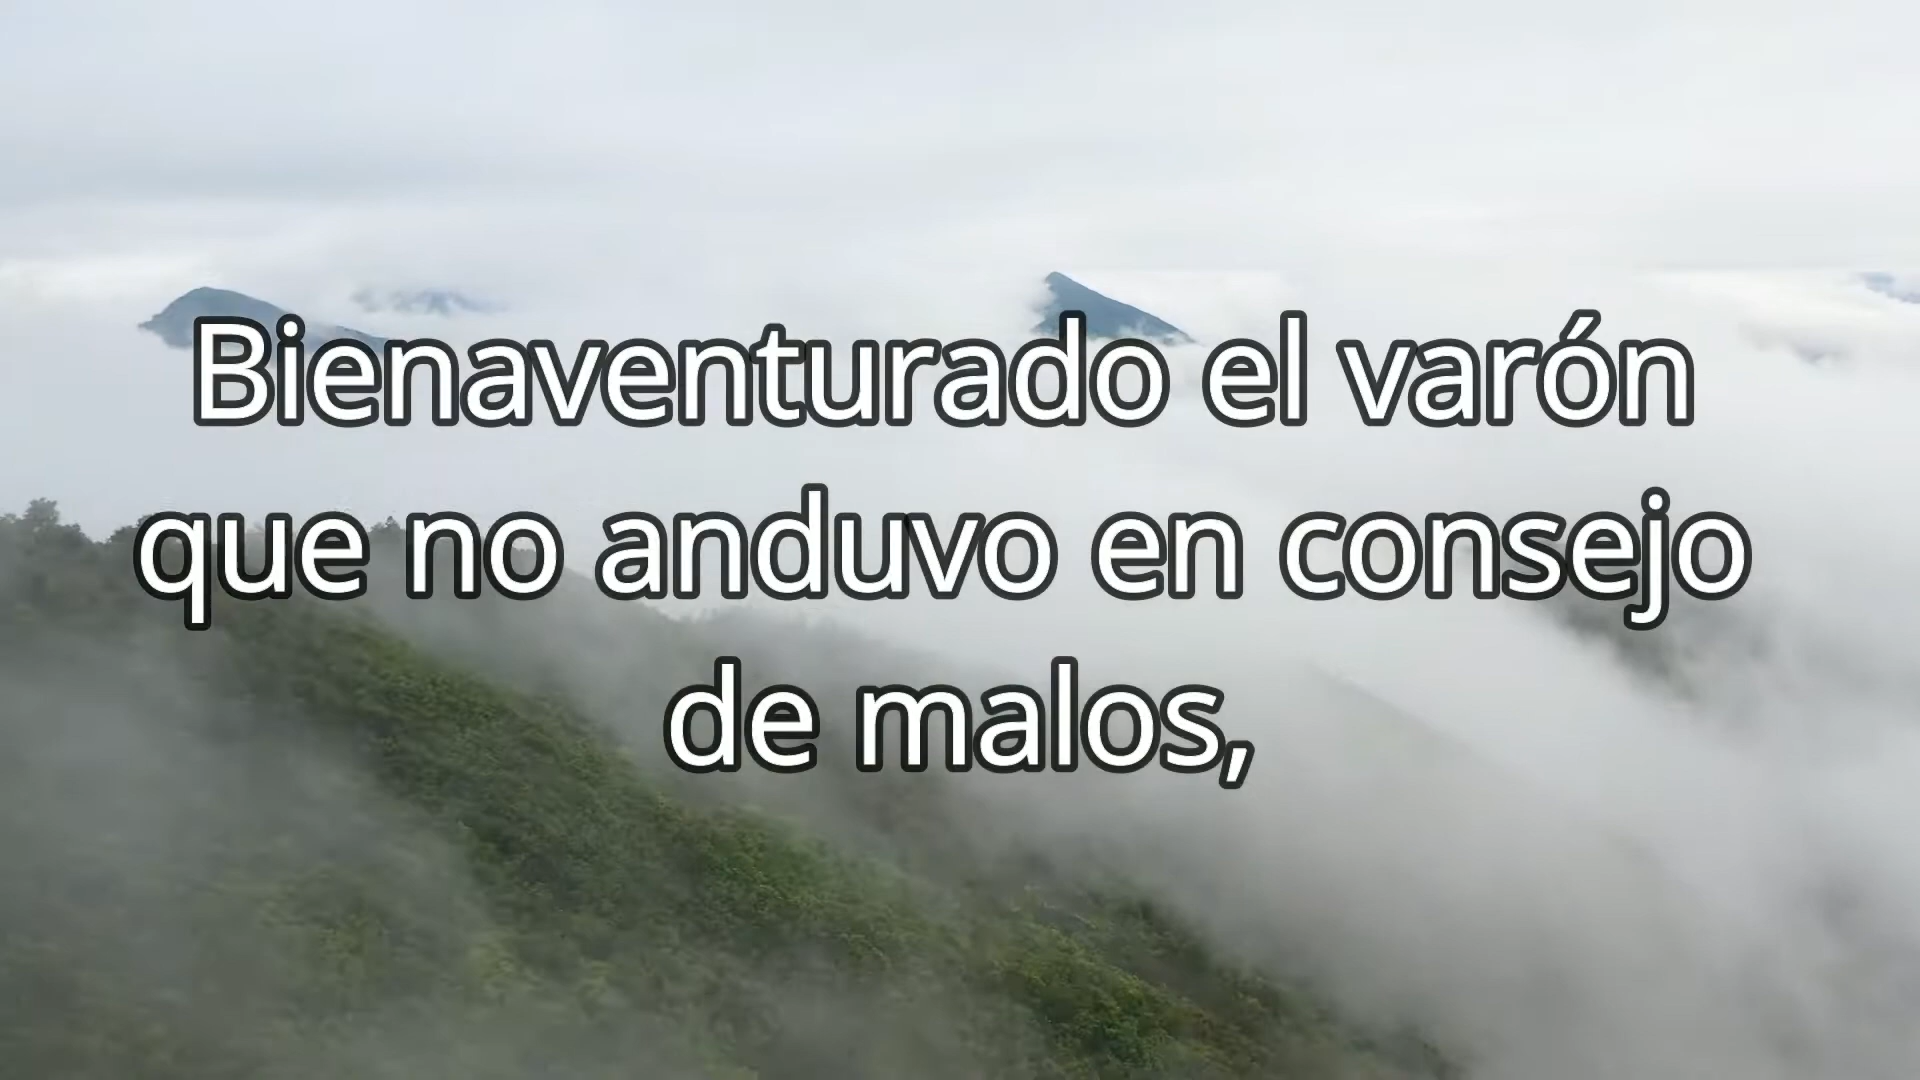 Bienaventurado el varón
que no anduvo en consejo
de malos,